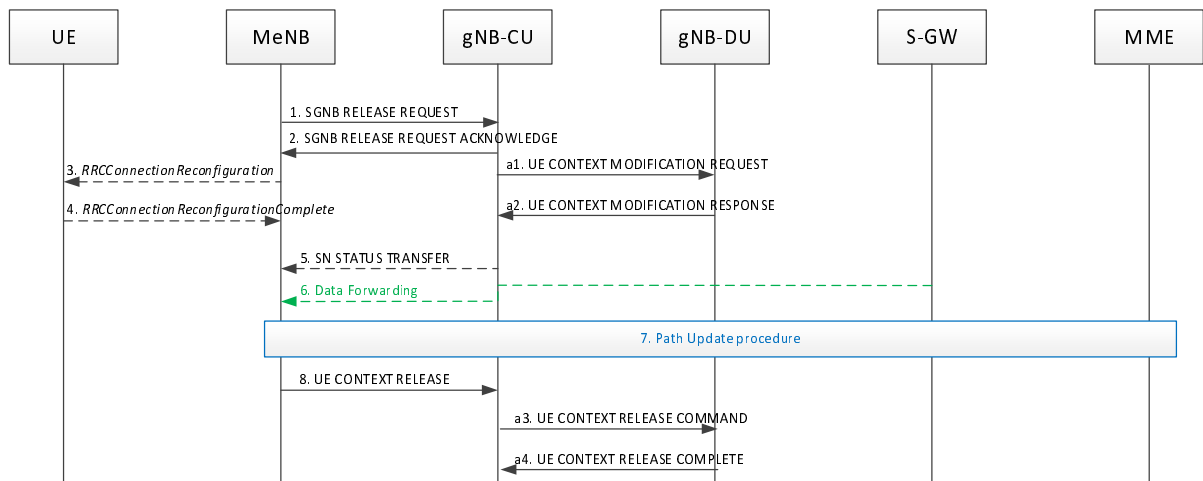 UE
MeNB
gNB-CU
gNB-DU
S-GW
MME
1. SGNB RELEASE REQUEST
2. SGNB RELEASE REQUEST ACKNOWLEDGE
a1. UE CONTEXT MODIFICATION REQUEST
3. RRCConnectionReconfiguration
a2. UE CONTEXT MODIFICATION RESPONSE
4. RRCConnectionReconfigurationComplete
5. SN STATUS TRANSFER
6. Data Forwarding
7. Path Update procedure
8. UE CONTEXT RELEASE
a3. UE CONTEXT RELEASE COMMAND
a4. UE CONTEXT RELEASE COMPLETE